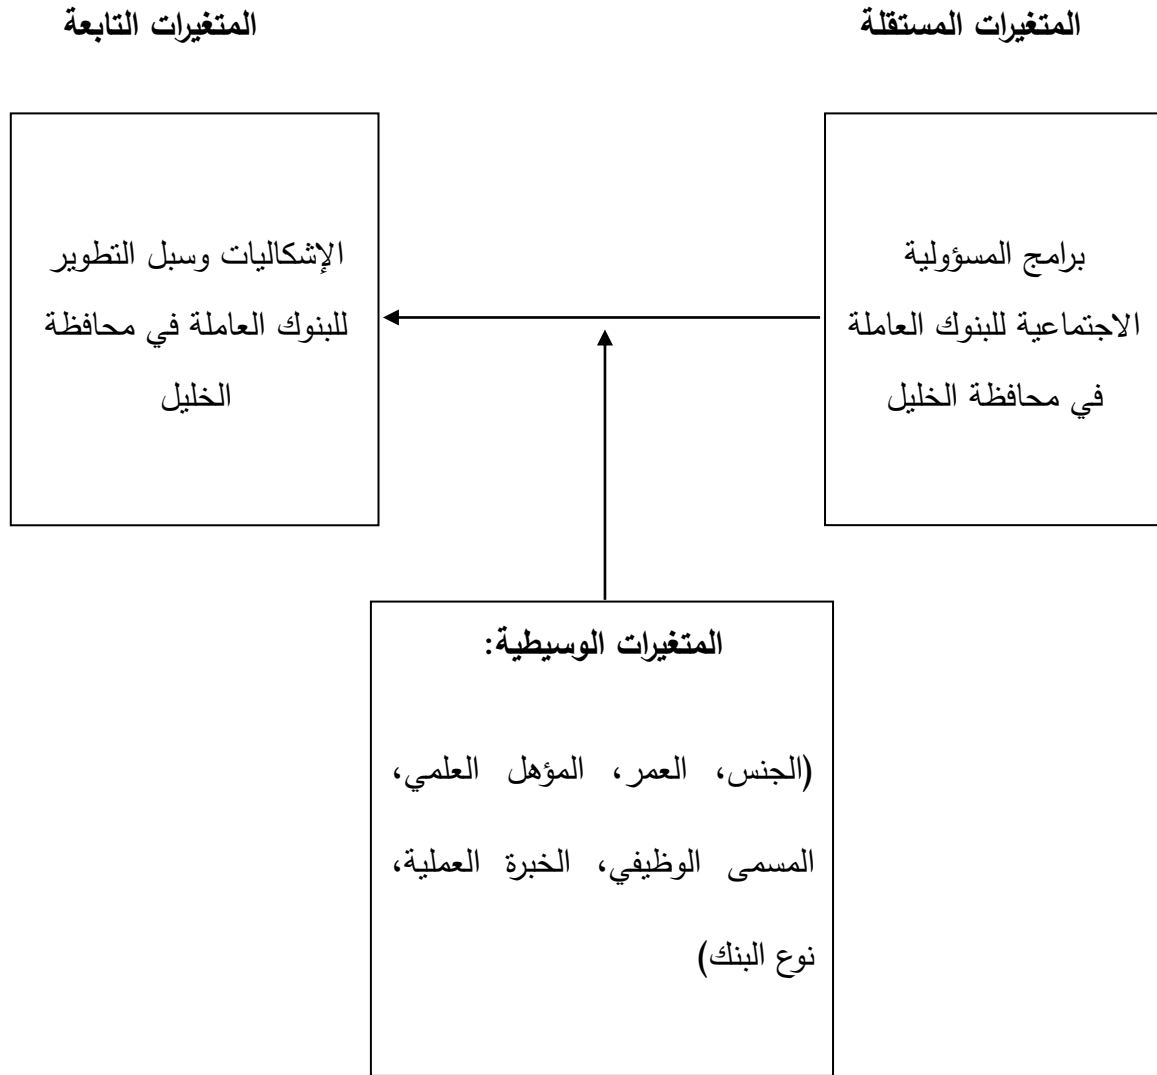 المتغيرات المستقلة
المتغيرات التابعة
برامج المسؤولية
الاجتماعية للبنوك العاملة
في محافظة الخليل
الإشكاليات وسبل التطوير
للبنوك العاملة في محافظة
الخليل
المتغيرات الوسيطية:
(الجنس، العمر، المؤهل العلمي،
المسمى الوظيفي، الخبرة العملية،
نوع البنك)